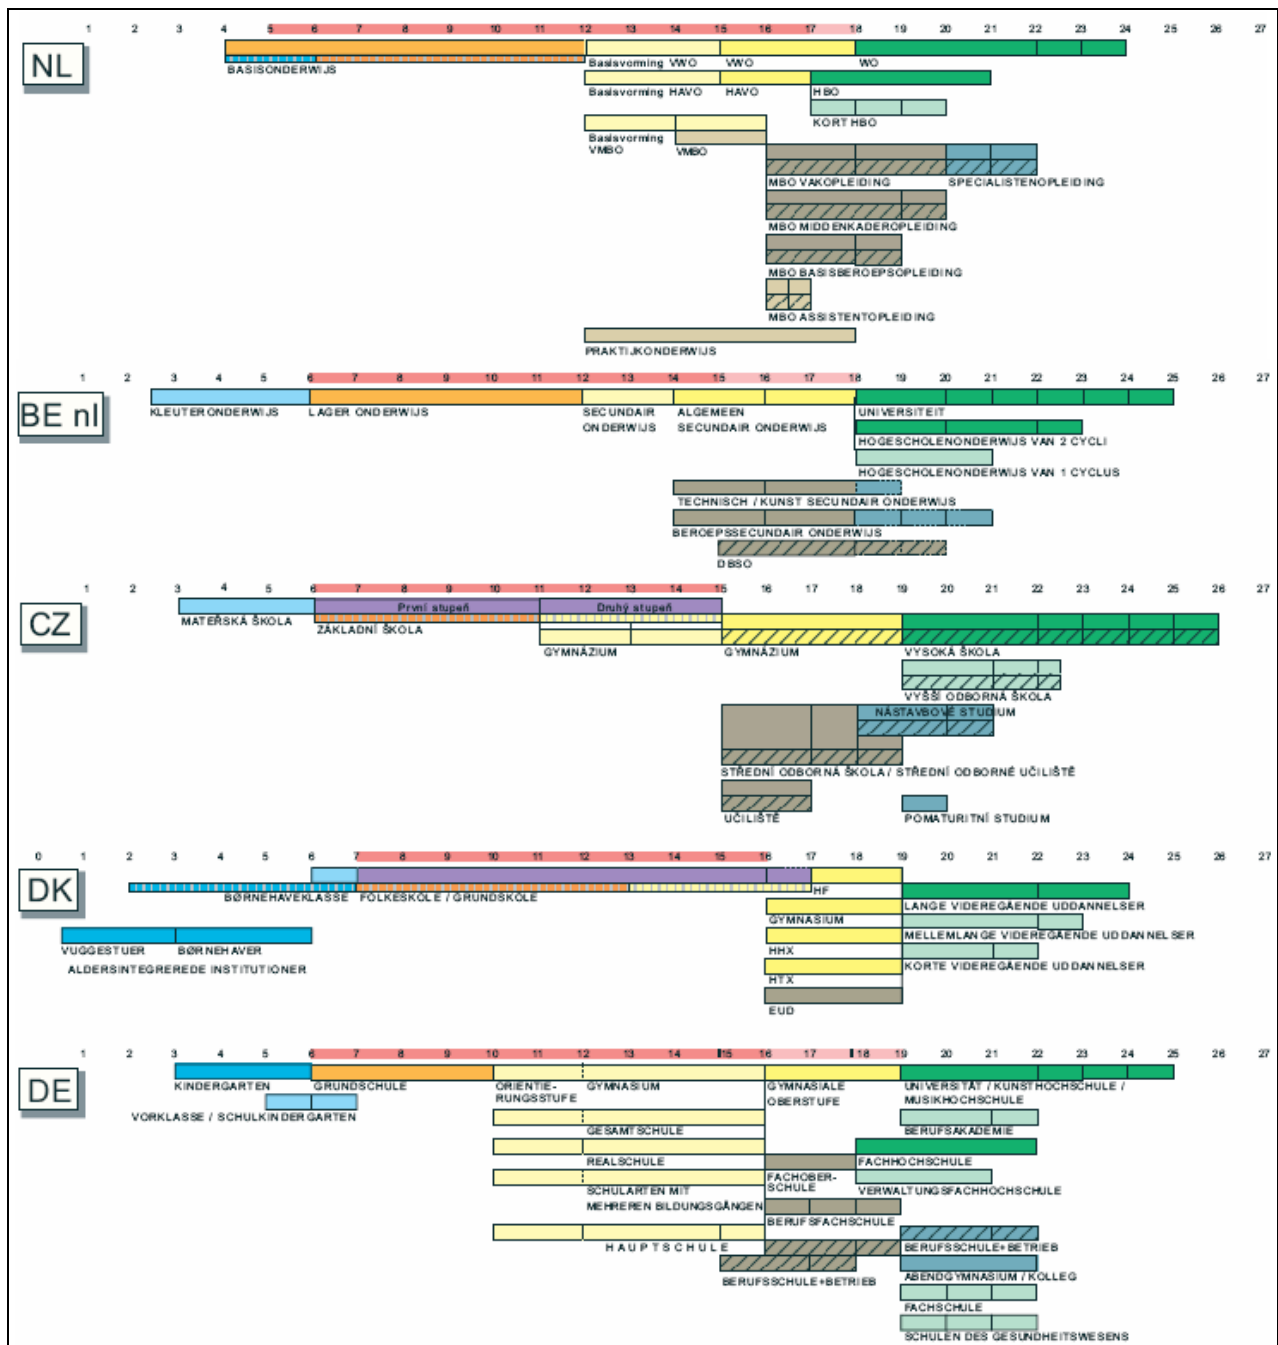 1 2 3 4 5 6 7 8 9 10 11 12 13 14 15 16 17 18 19 20 21 22 23 24 25 26 27
NL
BASISONDERWIJS
Basisvorming VWO VWO WO
Basisvorming HAVO HAVO HBO
KORT HBO
Basisvorming
VMBO VMBO
MBO VAKOPLEIDING SPECIALISTENOPLEIDING
MBO MIDDENKADEROPLEIDING
MBO BASISBEROEPSOPLEIDING
MBO ASSISTENTOPLEIDING
PRAKTIJKONDERWIJS
1 2 3 4 5 6 7 8 9 10 11 12 13 14 15 16 17 18 19 20 21 22 23 24 25 26 27
BE nl
KLEUTERONDERWIJS LAGER ONDERWIJS SECUNDAIR ALGEMEEN UNIVERSITEIT
ONDERWIJS SECUNDAIR ONDERWIJS
HOGESCHOLENONDERWIJS VAN 2 CYCLI
HOGESCHOLENONDERWIJS VAN 1 CYCLUS
TECHNISCH / KUNST SECUNDAIR ONDERWIJS
BEROEPSSECUNDAIR ONDERWIJS
DBSO
1 2 3 4 5 6 7 8 9 10 11 12 13 14 15 16 17 18 19 20 21 22 23 24 25 26 27
CZ
První stupeň Druhý stupeň
MATEŘSKÁ ŠKOLA ZÁKLADNÍ ŠKOLA
GYMNÁZIUM GYMNÁZIUM VYSOKÁ ŠKOLA
VYŠŠÍ ODBORNÁ ŠKOLA
NÁSTAVBOVÉ STUDIUM
STŘEDNÍ ODBORNÁ ŠKOLA / STŘEDNÍ ODBORNÉ UČILIŠTĚ
UČILIŠTĚ POMATURITNÍ STUDIUM
0 1 2 3 4 5 6 7 8 9 10 11 12 13 14 15 16 17 18 19 20 21 22 23 24 25 26
DK
BØRNEHAVEKLASSE FOLKESKOLE / GRUNDSKOLE HF
LANGE VIDEREGÅENDE UDDANNELSER
GYMNASIUM
MELLEMLANGE VIDEREGÅENDE UDDANNELSER
VUGGESTUER BØRNEHAVER HHX
ALDERSINTEGREREDE INSTITUTIONER KORTE VIDEREGÅENDE UDDANNELSER
HTX
EUD
1 2 3 4 5 6 7 8 9 10 11 12 13 14 15 16 17 18 19 20 21 22 23 24 25 26 27
DE
KINDERGARTEN GRUNDSCHULE ORIENTIE- GYMNASIUM GYMNASIALE UNIVERSITÄT / KUNSTHOCHSCHULE /
RUNGSSTUFE OBERSTUFE MUSIKHOCHSCHULE
VORKLASSE / SCHULKINDERGARTEN
GESAMTSCHULE BERUFSAKADEMIE
REALSCHULE FACHHOCHSCHULE
FACHOBER-
SCHULE
SCHULARTEN MIT VERWALTUNGSFACHHOCHSCHULE
MEHREREN BILDUNGSGÄNGEN
BERUFSFACHSCHULE
HAUPTSCHULE BERUFSSCHULE+BETRIEB
BERUFSSCHULE+BETRIEB ABENDGYMNASIUM / KOLLEG
FACHSCHULE
SCHULEN DES GESUNDHEITSWESENS